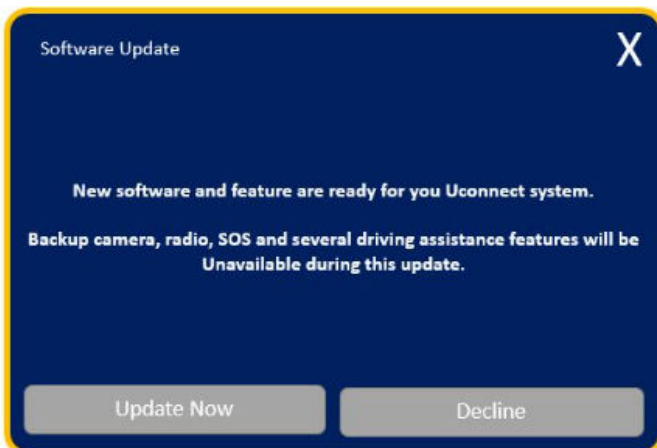 Software Update
X
New software and feature are ready for you Uconnect system.
Backup camera, radio, SOS and several driving assistance features will be
Unavailable during this update.
Update Now
Decline